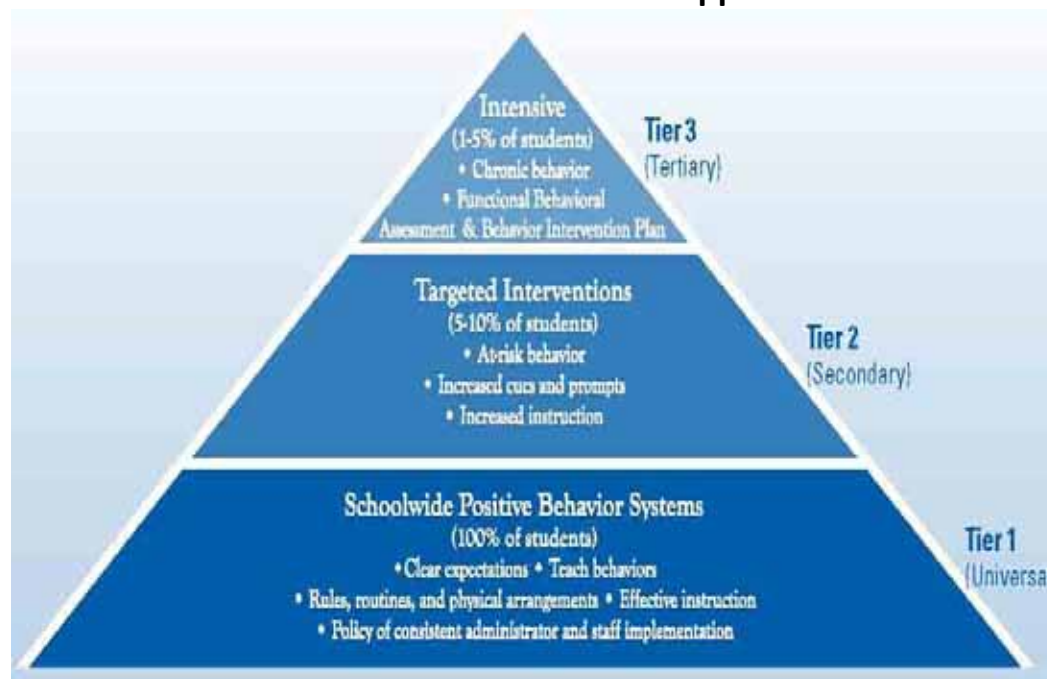 Intensive
(1-5% of students)
• Chronic behavior
• Functional Behavioral
Assessment & Behavior Intervention Plan
Tier 3
(Tertiary)
Targeted Interventions
(5-10% of students)
• At-risk behavior
• Increased cues and prompts
• Increased instruction
Tier 2
(Secondary)
Schoolwide Positive Behavior Systems
(100% of students)
• Clear expectations • Teach behaviors
• Rules, routines, and physical arrangements • Effective instruction
• Policy of consistent administrator and staff implementation
Tier 1
(Universa